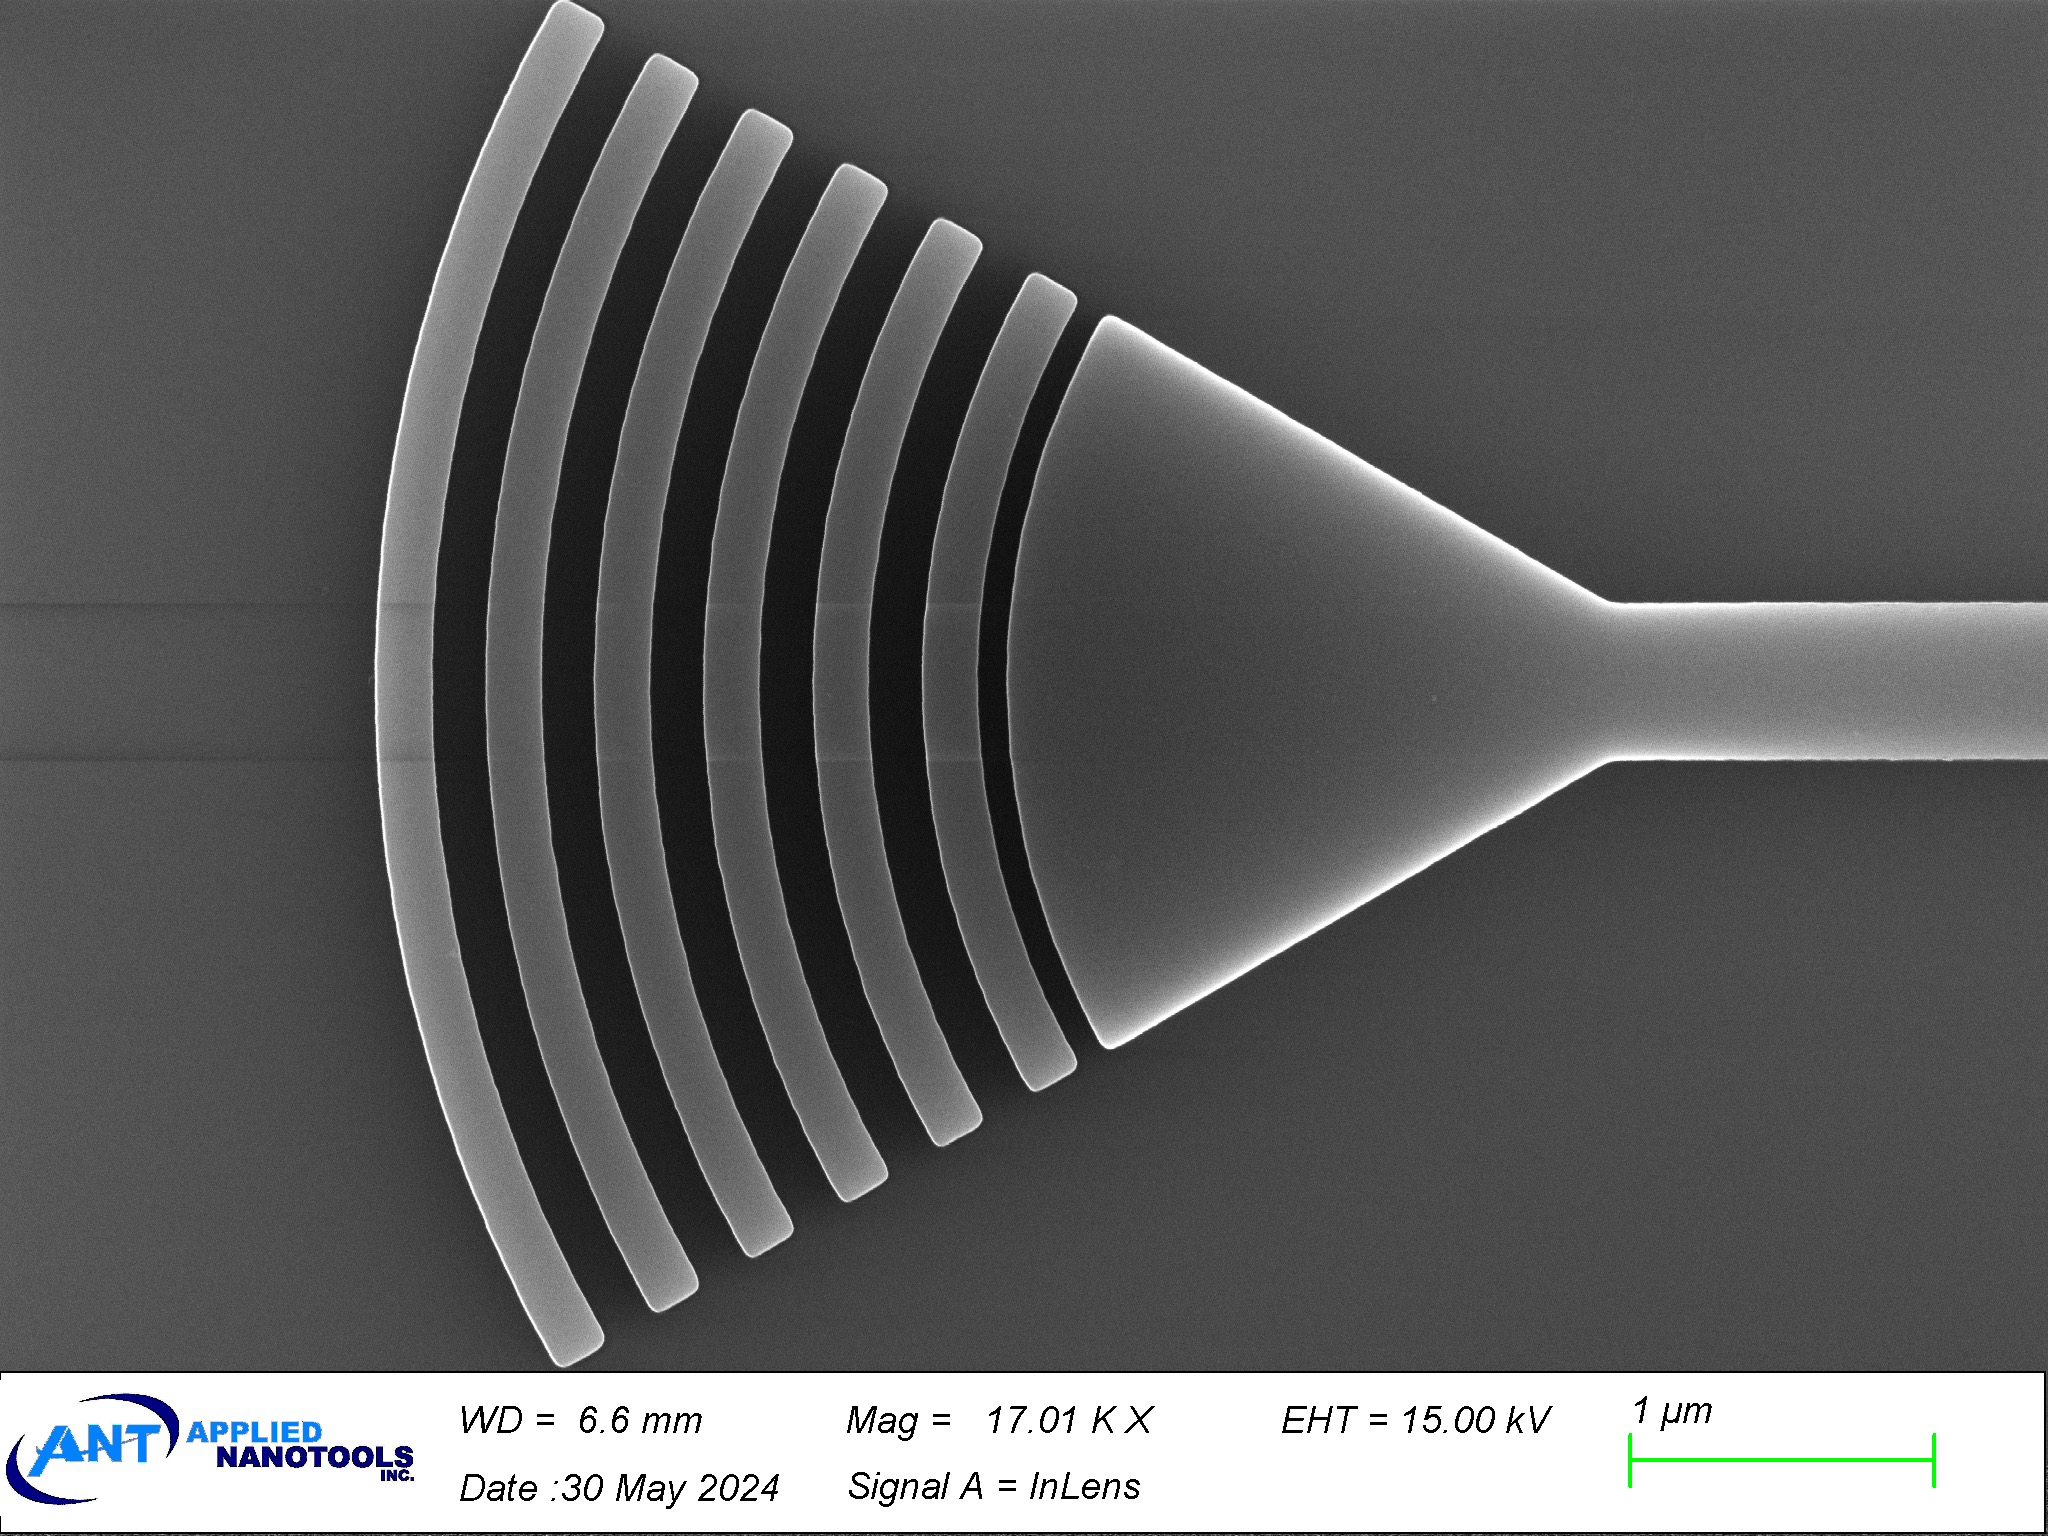 ANT APPLIED
NANOTOOLS
INC.
WD = 6.6 mm Mag = 17.01 K X EHT = 15.00 kV 1 µm
Date :30 May 2024 Signal A = InLens